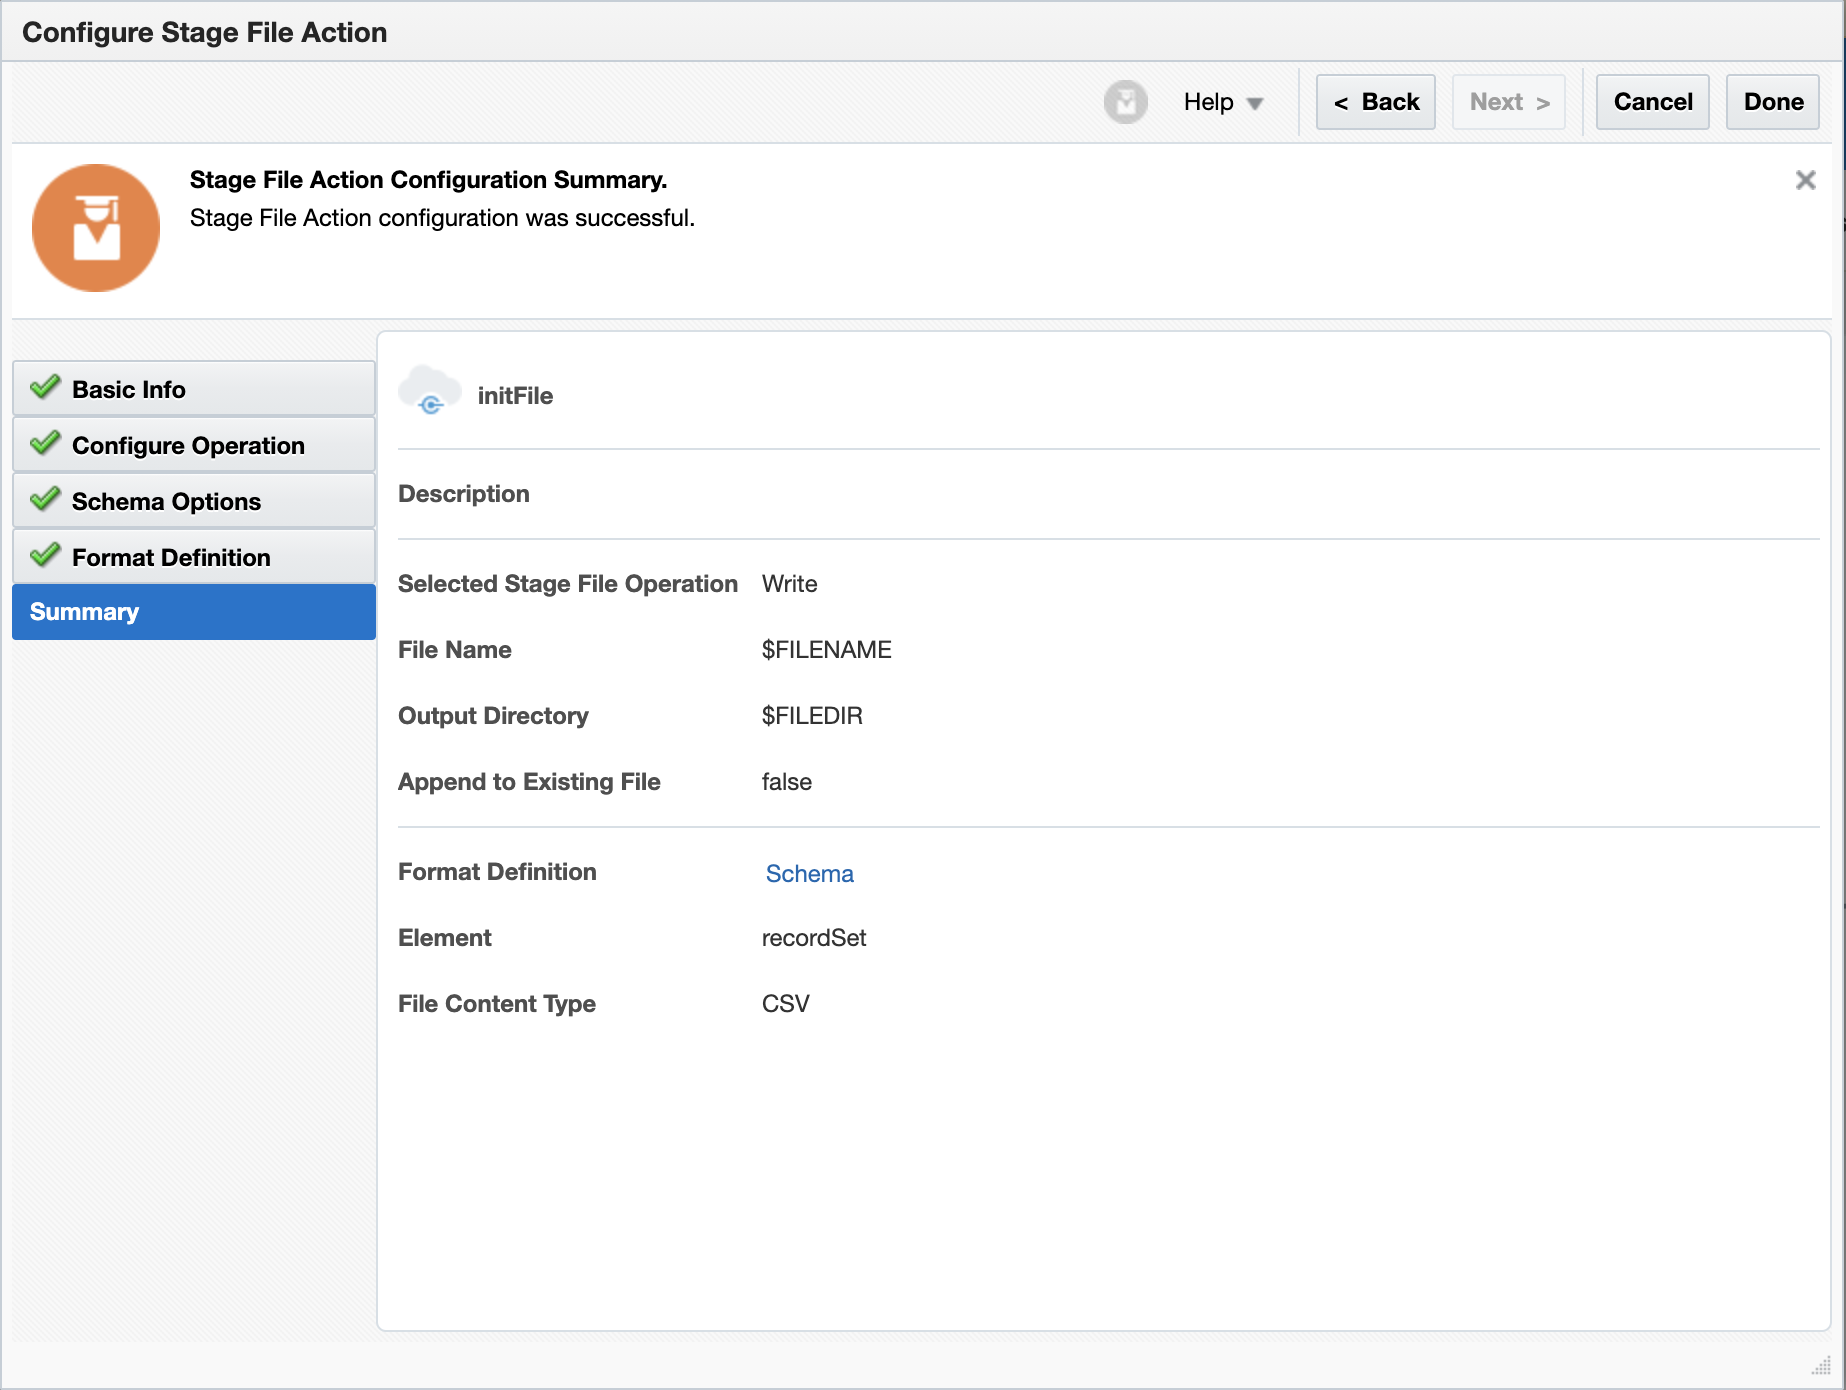 Configure Stage File Action
Help
< Back
Next >
Cancel
Done
Stage File Action Configuration Summary.
Stage File Action configuration was successful.
Basic Info
Configure Operation
Schema Options
Format Definition
Summary
initFile
Description
Selected Stage File Operation Write
File Name $FILENAME
Output Directory $FILEDIR
Append to Existing File false
Format Definition Schema
Element recordSet
File Content Type CSV